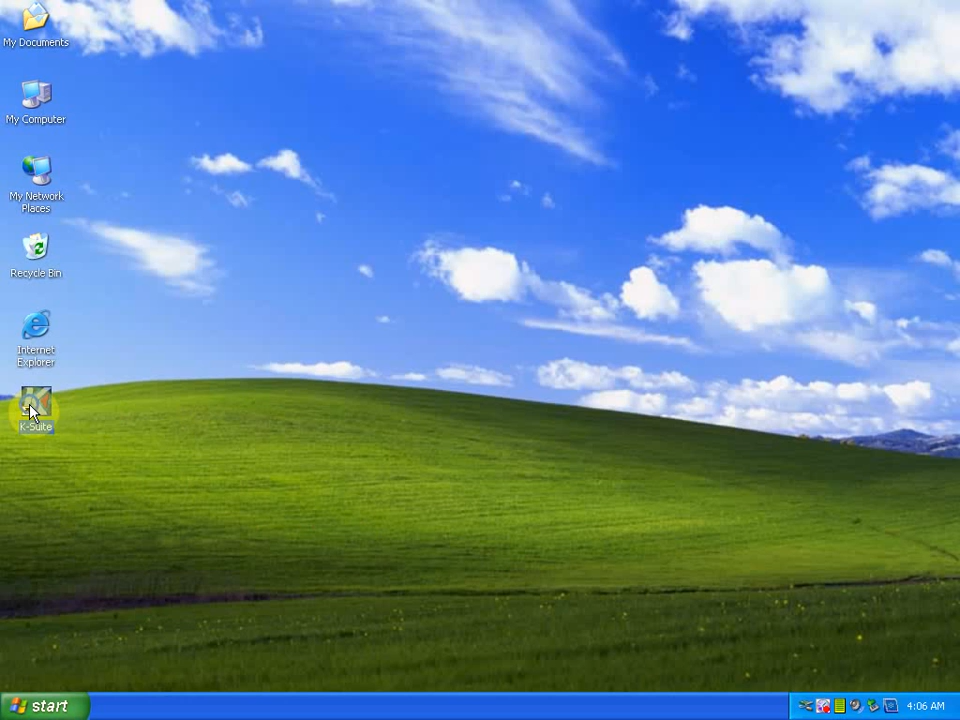 My Documents
My Computer
My Network
Places
Recycle Bin
Internet
Explorer
K-Suite
start
4:06 AM